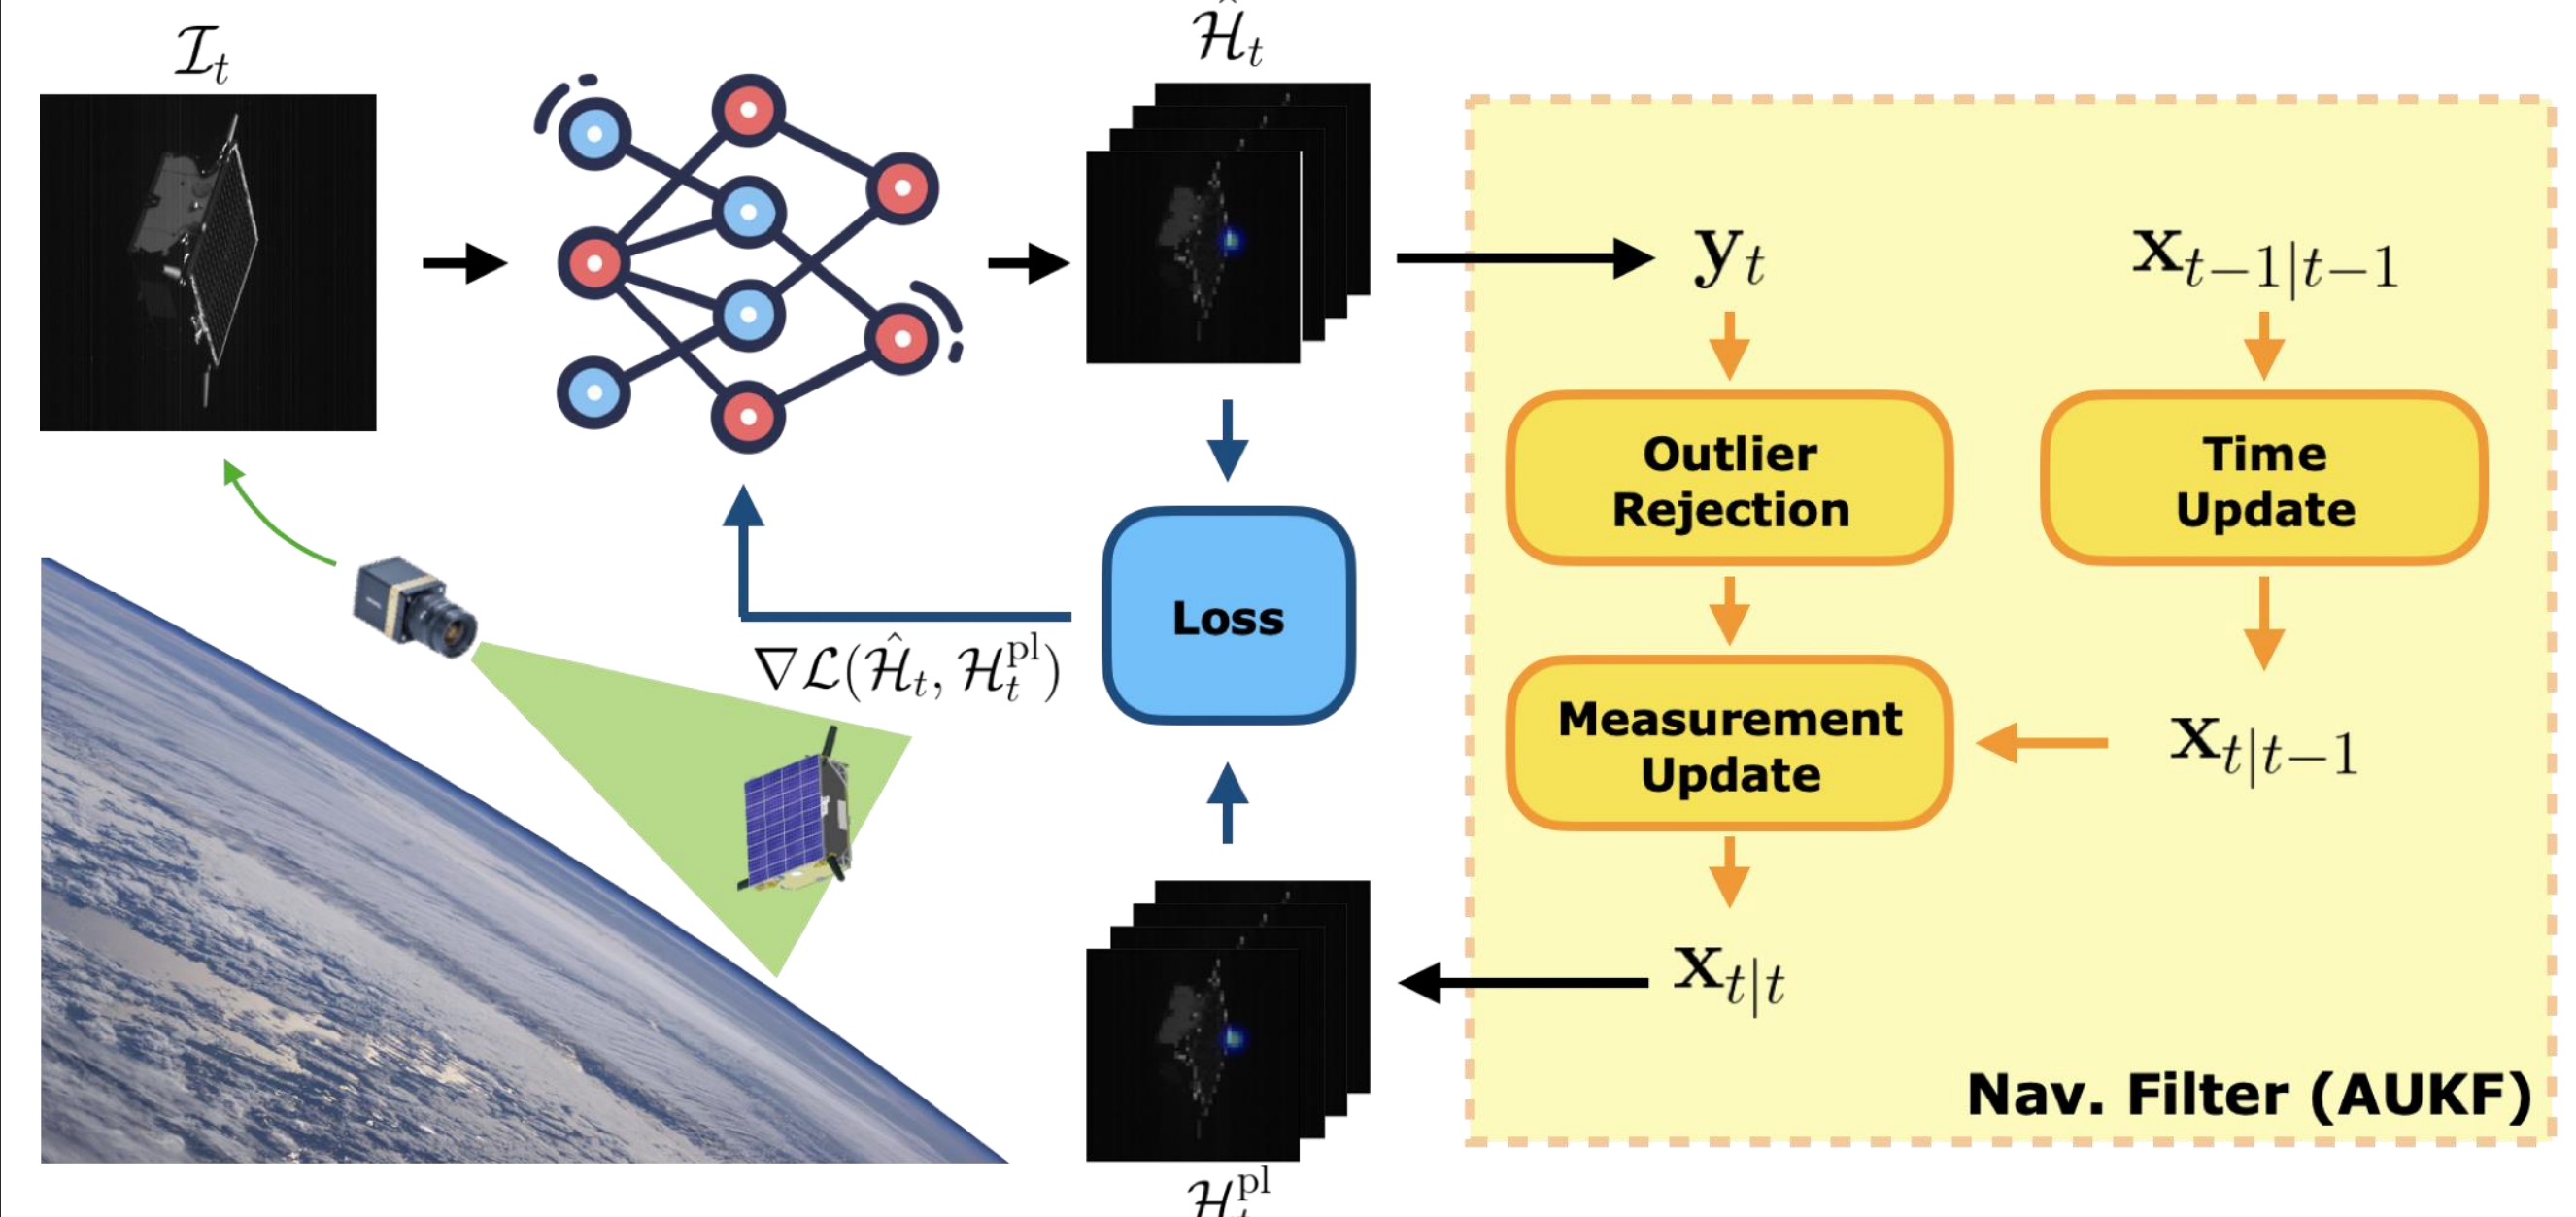 ℐ_t
Ĥ_t
y_t
x_{t−1|t−1}
Outlier
Rejection
Time
Update
Loss
∇ℒ(Ĥ_t, ℋ_t^{pl})
Measurement
Update
x_{t|t−1}
x_{t|t}
Nav. Filter (AUKF)
ℋ_t^{pl}